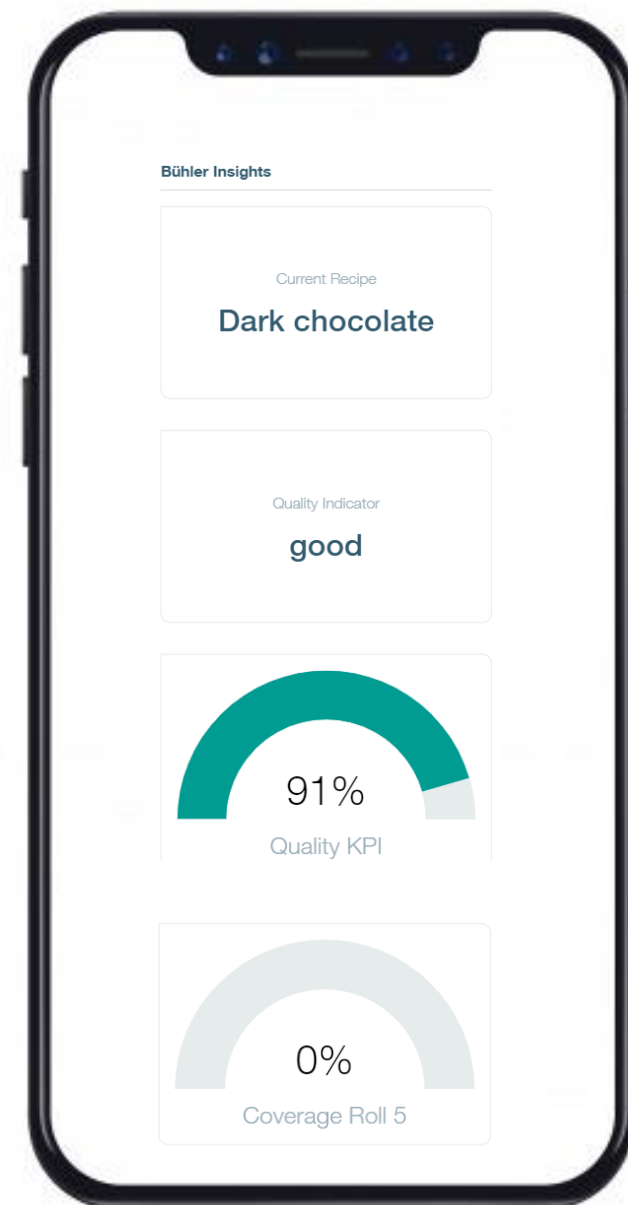 Bühler Insights
Current Recipe
Dark chocolate
Quality Indicator
good
91%
Quality KPI
0%
Coverage Roll 5